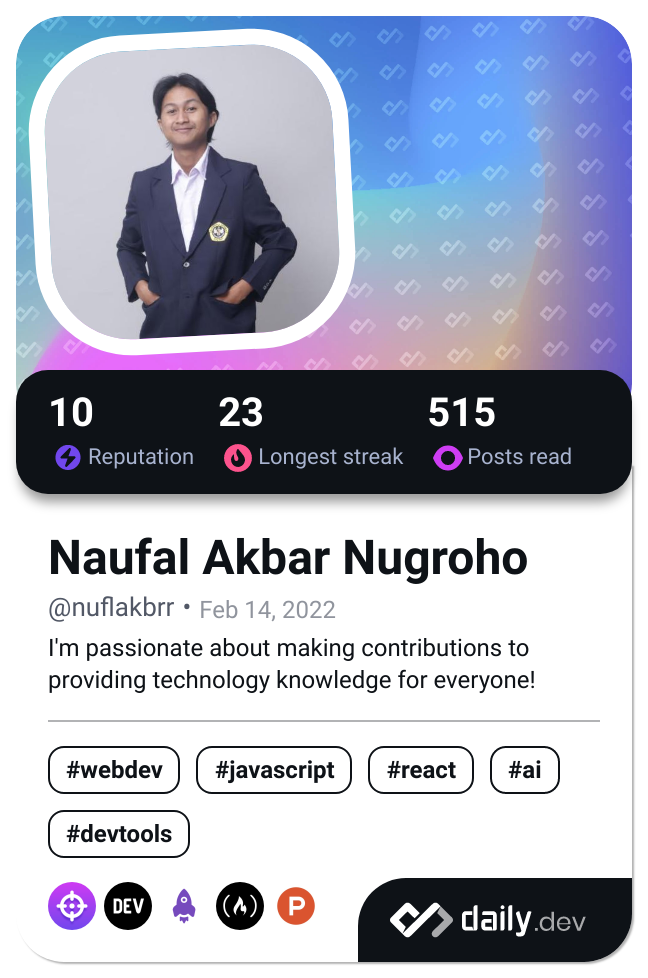 10 23 515
Reputation Longest streak Posts read
Naufal Akbar Nugroho
@nuflakbrr • Feb 14, 2022
I'm passionate about making contributions to
providing technology knowledge for everyone!
#webdev #javascript #react #ai
#devtools
DEV P daily.dev